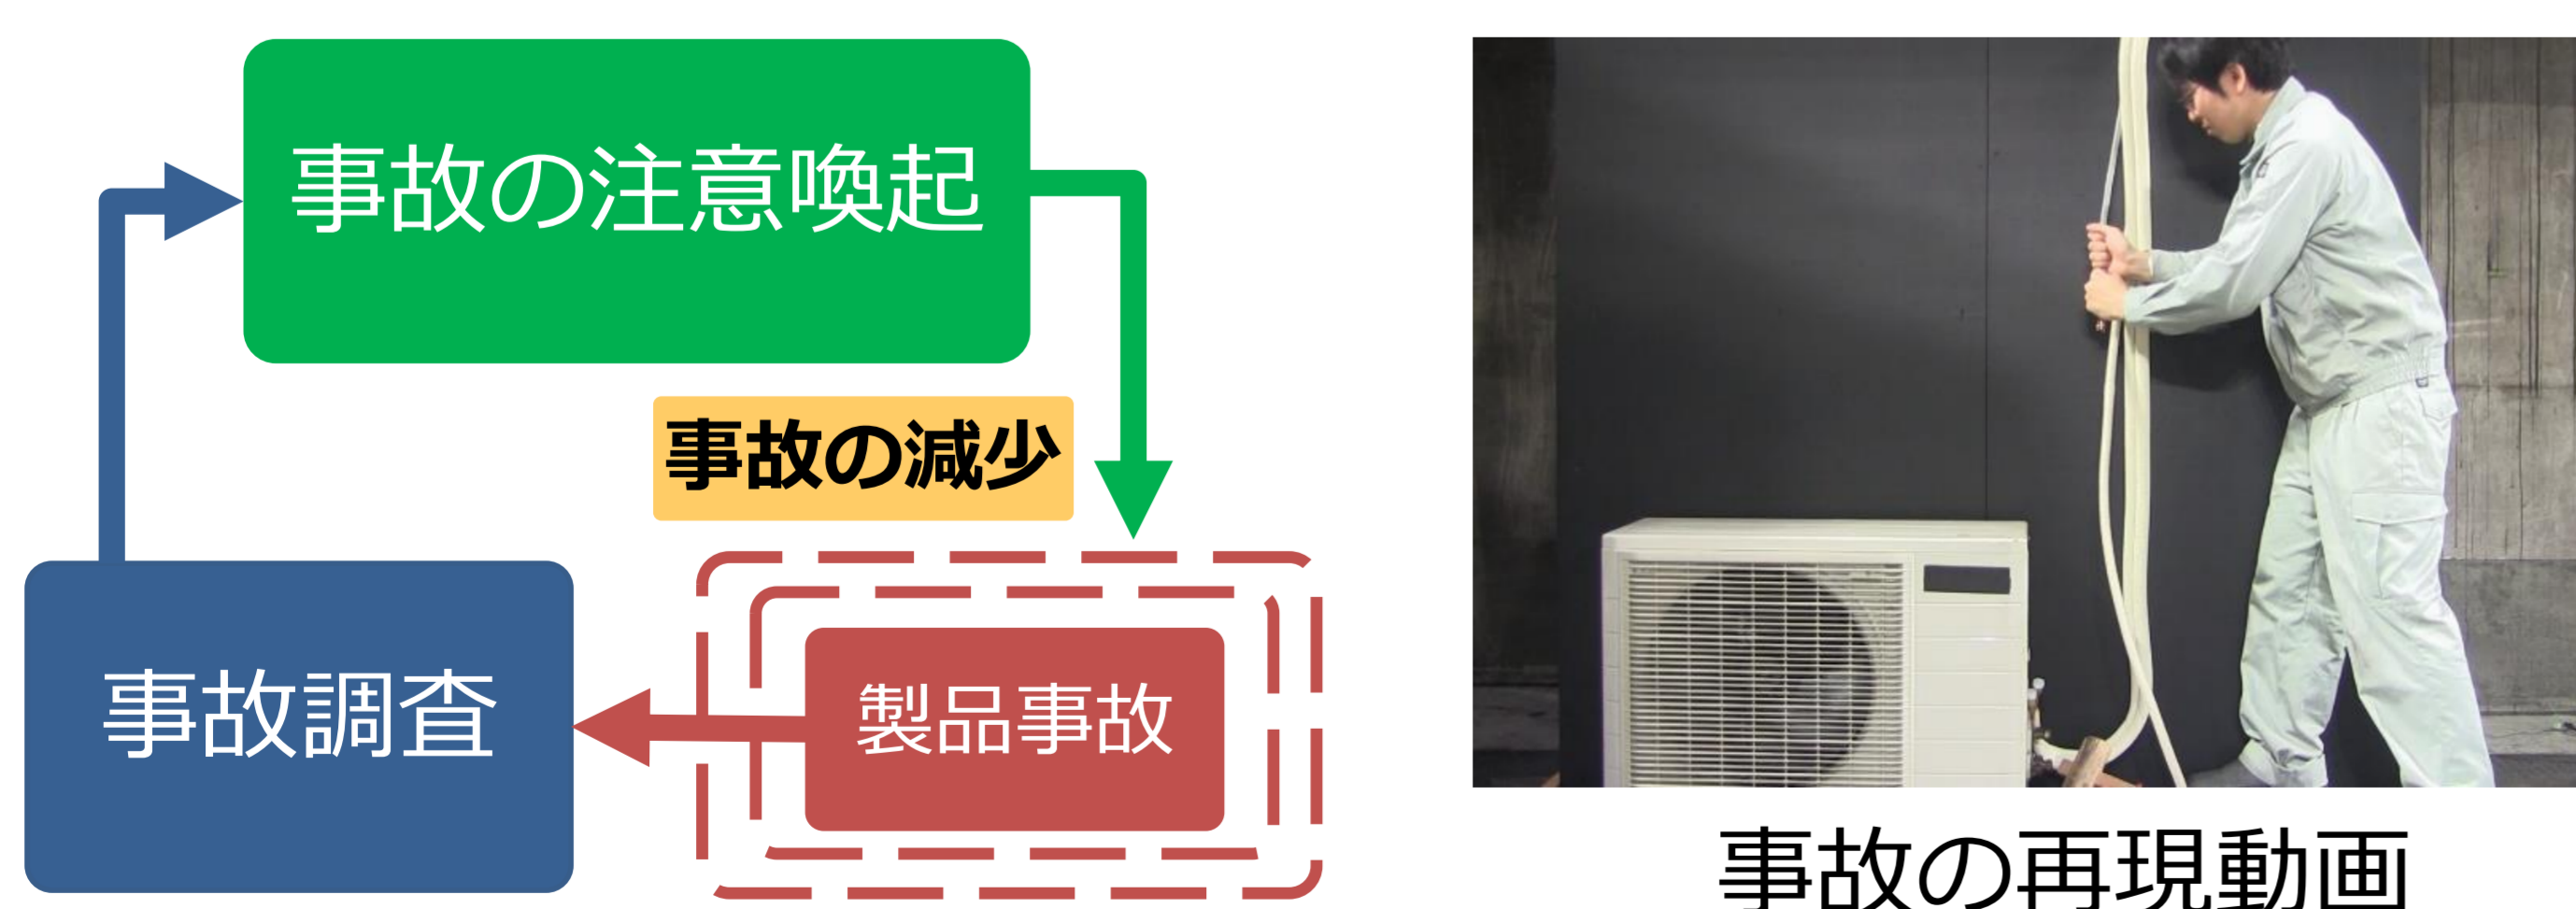 事故の注意喚起
事故の減少
事故調査
製品事故
事故の再現動画